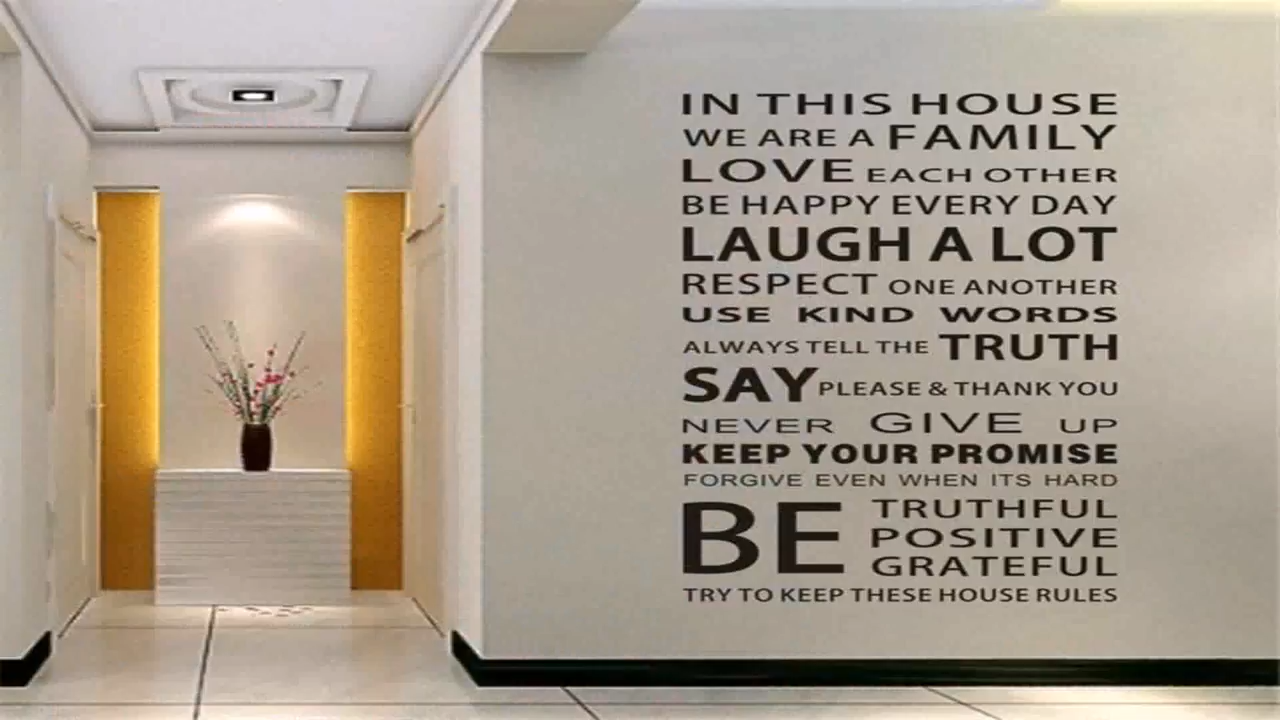 IN THIS HOUSE
WE ARE A FAMILY
LOVE EACH OTHER
BE HAPPY EVERY DAY
LAUGH A LOT
RESPECT ONE ANOTHER
USE KIND WORDS
ALWAYS TELL THE TRUTH
SAY PLEASE & THANK YOU
NEVER GIVE UP
KEEP YOUR PROMISE
FORGIVE EVEN WHEN ITS HARD
BE TRUTHFUL
POSITIVE
GRATEFUL
TRY TO KEEP THESE HOUSE RULES